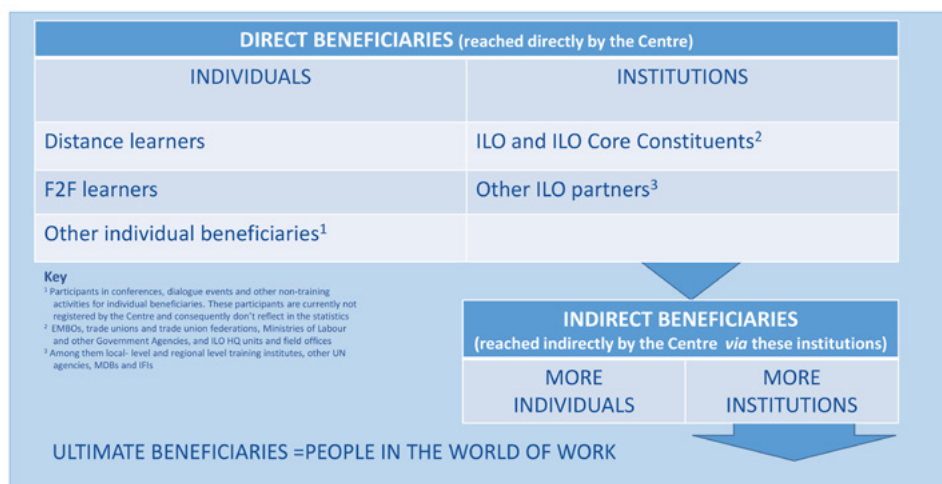 DIRECT BENEFICIARIES (reached directly by the Centre)
INDIVIDUALS
INSTITUTIONS
Distance learners
ILO and ILO Core Constituents²
F2F learners
Other ILO partners³
Other individual beneficiaries¹
Key
¹ Participants in conferences, dialogue events and other non-training
activities for individual beneficiaries. These participants are currently not
registered by the Centre and consequently don't reflect in the statistics
² EMBOs, trade unions and trade union federations, Ministries of Labour
and other Government Agencies, and ILO HQ units and field offices
³ Among them local- level and regional level training institutes, other UN
agencies, MDBs and IFIs
INDIRECT BENEFICIARIES
(reached indirectly by the Centre via these institutions)
MORE
INDIVIDUALS
MORE
INSTITUTIONS
ULTIMATE BENEFICIARIES =PEOPLE IN THE WORLD OF WORK